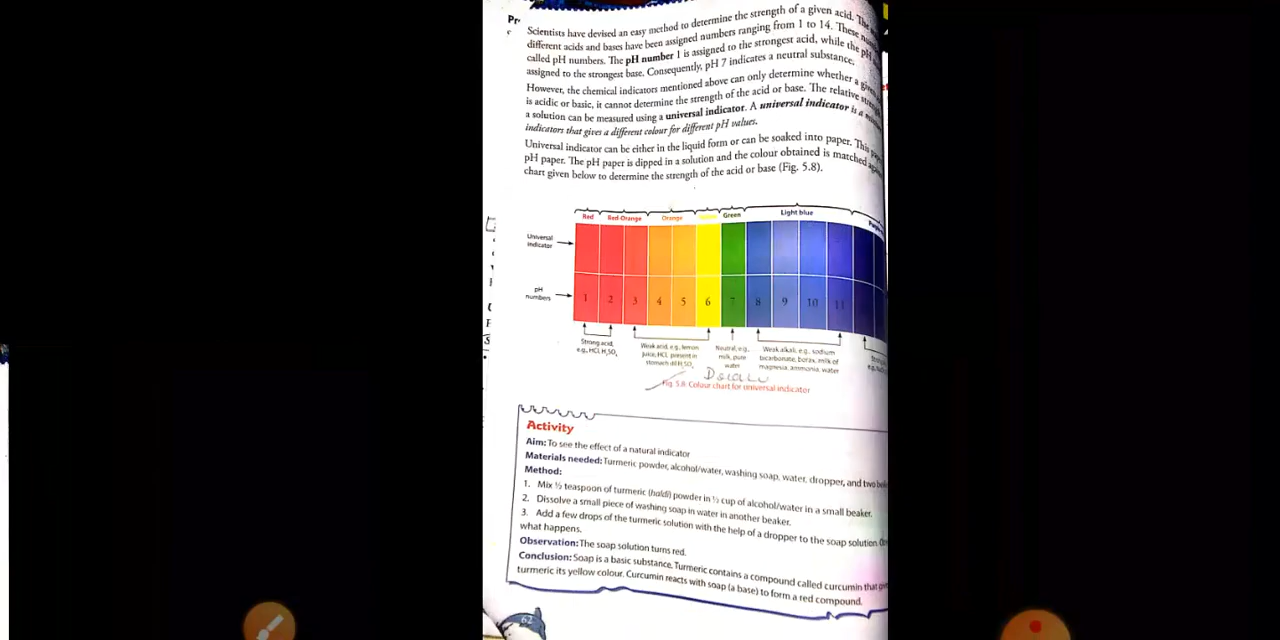 Scientists have devised an easy method to determine the strength of a given acid. The
different acids and bases have been assigned numbers ranging from 1 to 14. These
called pH numbers. The pH number 1 is assigned to the strongest acid, while the pH
assigned to the strongest base. Consequently, pH 7 indicates a neutral substance.
However, the chemical indicators mentioned above can only determine whether a
is acidic or basic, it cannot determine the strength of the acid or base. The relative
a solution can be measured using a universal indicator. A universal indicator is a
indicators that gives a different colour for different pH values.
Universal indicator can be either in the liquid form or can be soaked into paper. This
pH paper. The pH paper is dipped in a solution and the colour obtained is matched
chart given below to determine the strength of the acid or base (Fig. 5.8).
Red Red Orange Orange Green Light blue
Universal
indicator
pH
numbers
1 2 3 4 5 6 7 8 9 10 11
Strong acid,
e.g., HCl, H₂SO₄
Weak acid, e.g., lemon
juice, HCl, present in
stomach dil H₂SO₄
Neutral, e.g.,
milk, pure
water
Weak alkali, e.g., sodium
bicarbonate, borax, milk of
magnesia, ammonia, water
Fig. 5.8 Colour chart for universal indicator
Activity
Aim: To see the effect of a natural indicator
Materials needed: Turmeric powder, alcohol/water, washing soap, water, dropper, and two
Method:
1. Mix ½ teaspoon of turmeric (haldi) powder in ½ cup of alcohol/water in a small beaker.
2. Dissolve a small piece of washing soap in water in another beaker.
3. Add a few drops of the turmeric solution with the help of a dropper to the soap solution.
what happens.
Observation: The soap solution turns red.
Conclusion: Soap is a basic substance. Turmeric contains a compound called curcumin that
turmeric its yellow colour. Curcumin reacts with soap (a base) to form a red compound.
62